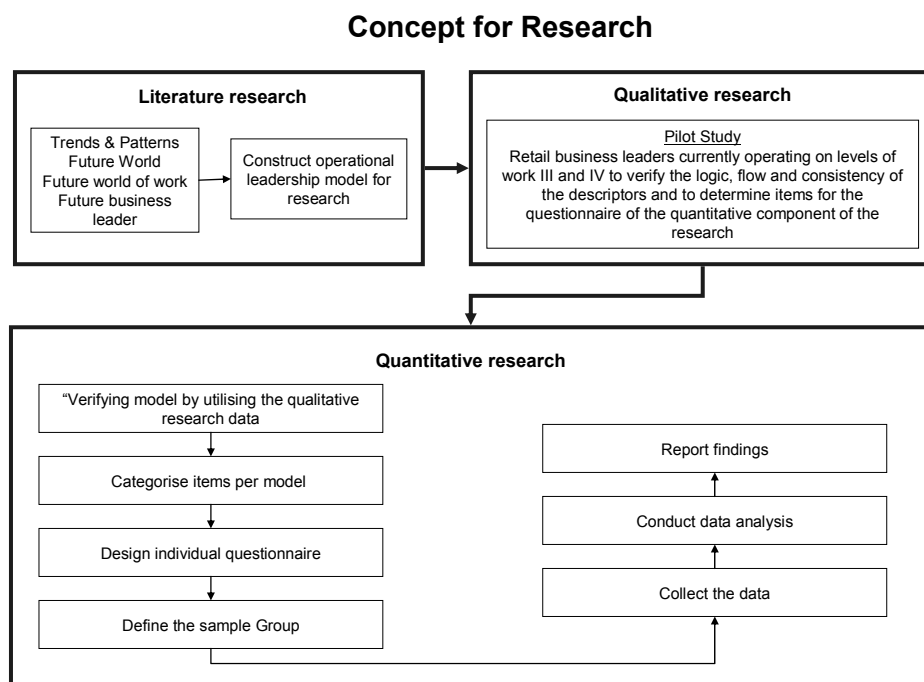 Concept for Research
Literature research
Trends & Patterns
Future World
Future world of work
Future business
leader
Construct operational
leadership model for
research
Qualitative research
Pilot Study
Retail business leaders currently operating on levels of
work III and IV to verify the logic, flow and consistency of
the descriptors and to determine items for the
questionnaire of the quantitative component of the
research
Quantitative research
“Verifying model by utilising the qualitative
research data
Categorise items per model
Design individual questionnaire
Define the sample Group
Report findings
Conduct data analysis
Collect the data